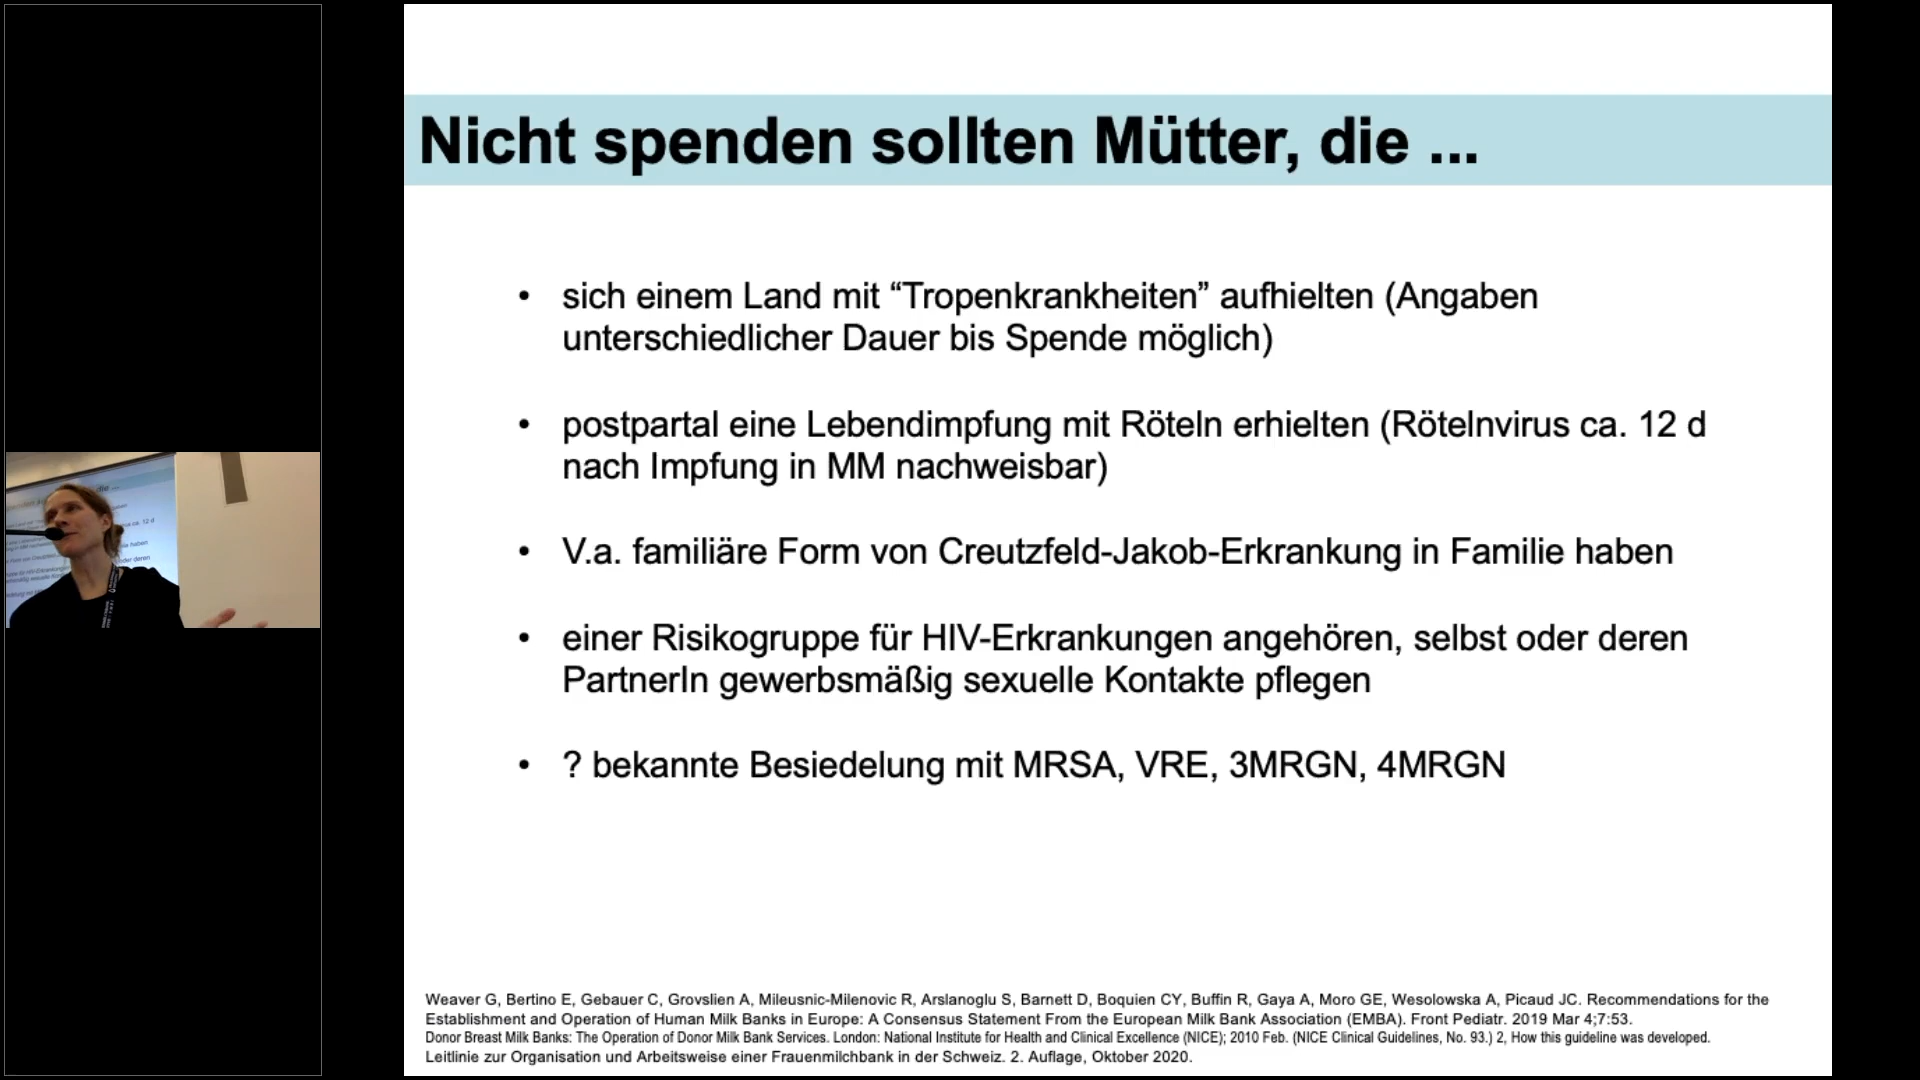 Nicht spenden sollten Mütter, die ...
• sich einem Land mit “Tropenkrankheiten” aufhielten (Angaben
unterschiedlicher Dauer bis Spende möglich)
• postpartal eine Lebendimpfung mit Röteln erhielten (Rötelnvirus ca. 12 d
nach Impfung in MM nachweisbar)
• V.a. familiäre Form von Creutzfeld-Jakob-Erkrankung in Familie haben
• einer Risikogruppe für HIV-Erkrankungen angehören, selbst oder deren
PartnerIn gewerbsmäßig sexuelle Kontakte pflegen
• ? bekannte Besiedelung mit MRSA, VRE, 3MRGN, 4MRGN
Weaver G, Bertino E, Gebauer C, Grovslien A, Mileusnic-Milenovic R, Arslanoglu S, Barnett D, Boquien CY, Buffin R, Gaya A, Moro GE, Wesolowska A, Picaud JC. Recommendations for the
Establishment and Operation of Human Milk Banks in Europe: A Consensus Statement From the European Milk Bank Association (EMBA). Front Pediatr. 2019 Mar 4;7:53.
Donor Breast Milk Banks: The Operation of Donor Milk Bank Services. London: National Institute for Health and Clinical Excellence (NICE); 2010 Feb. (NICE Clinical Guidelines, No. 93.) 2, How this guideline was developed.
Leitlinie zur Organisation und Arbeitsweise einer Frauenmilchbank in der Schweiz. 2. Auflage, Oktober 2020.